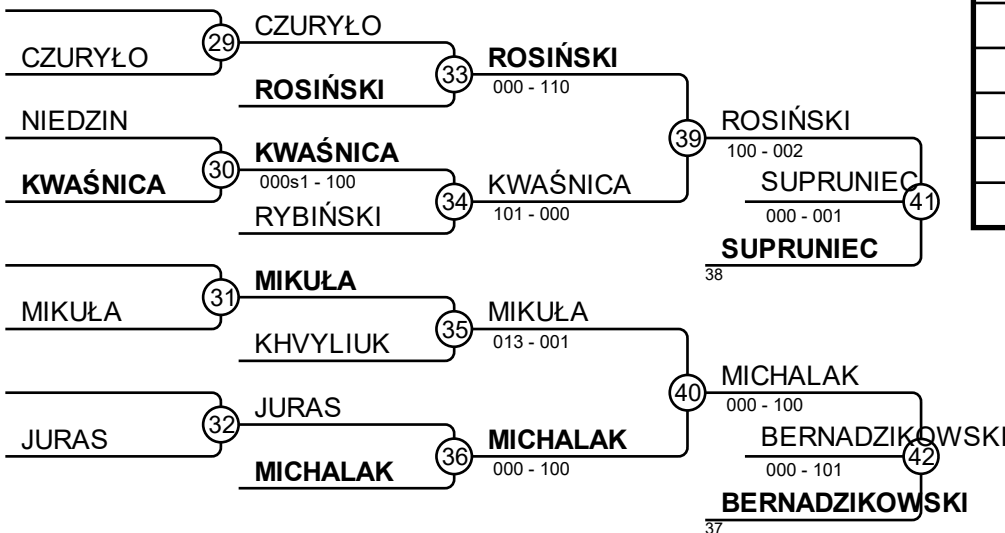 CZURYŁO
29
CZURYŁO
ROSIŃSKI
33
ROSIŃSKI
000 - 110
NIEDZIN
KWAŚNICA
30
KWAŚNICA
000s1 - 100
RYBIŃSKI
34
KWAŚNICA
101 - 000
39
ROSIŃSKI
100 - 002
SUPRUNIEC
000 - 001
41
SUPRUNIEC
38
MIKUŁA
31
MIKUŁA
KHVYLIUK
35
MIKUŁA
013 - 001
JURAS
32
JURAS
MICHALAK
36
MICHALAK
000 - 100
40
MICHALAK
000 - 100
BERNADZIKOWSKI
000 - 101
42
BERNADZIKOWSKI
37